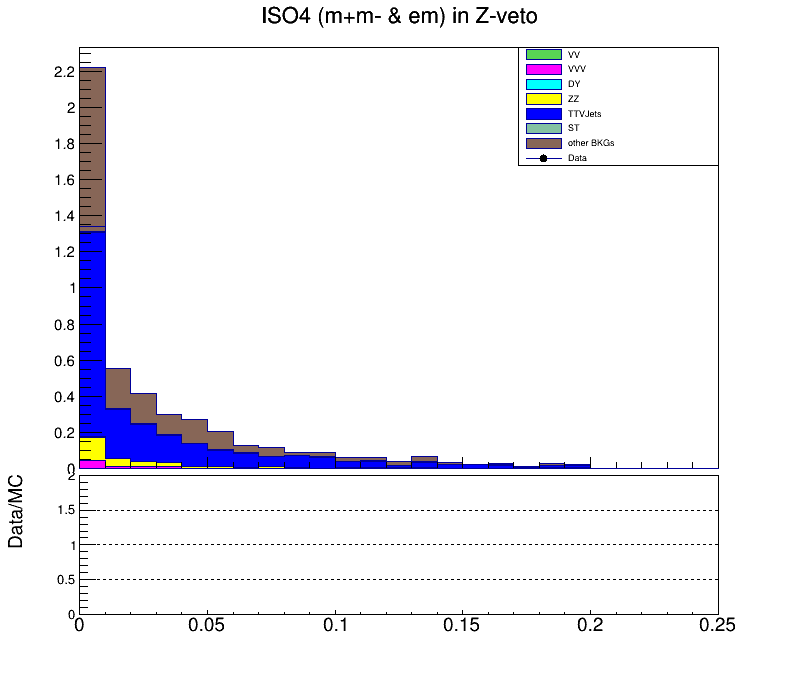 ISO4 (m+m- & em) in Z-veto
VV
VVV
DY
ZZ
TTVJets
ST
other BKGs
Data
2.2
2
1.8
1.6
1.4
1.2
1
0.8
0.6
0.4
0.2
0
Data/MC
2
1.5
1
0.5
0
0 0.05 0.1 0.15 0.2 0.25